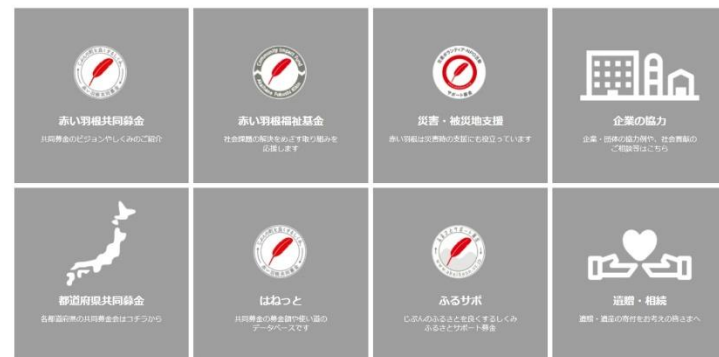 赤い羽根共同募金
共同募金のビジョンやしくみのご紹介
赤い羽根福祉基金
社会課題の解決をめざす取り組みを
応援します
災害・被災地支援
赤い羽根は災害時の支援にも役立っています
企業の協力
企業・団体の協力例や、社会貢献の
ご相談等はこちら
都道府県共同募金
各都道府県の共同募金会はコチラから
はねっと
共同募金の募金額や使い道の
データベースです
ふるサポ
じぶんのふるさとを良くするしくみ
ふるさとサポート募金
遺贈・相続
遺贈・遺産の寄付をお考えの皆さまへ